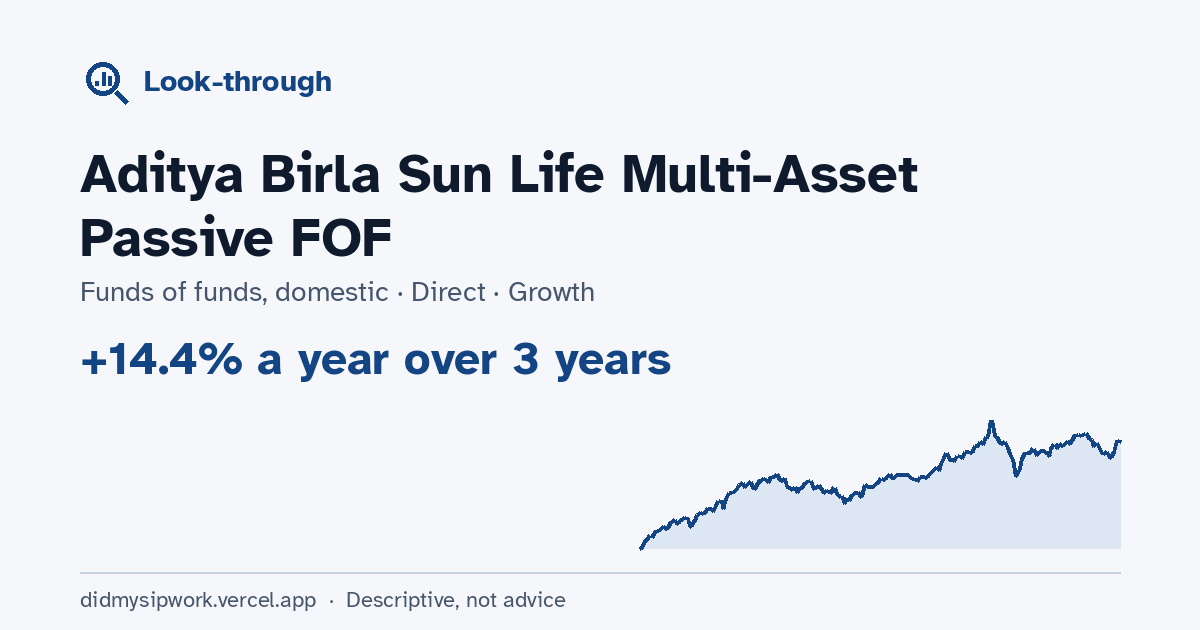 Look-through
Aditya Birla Sun Life Multi-Asset
Passive FOF
Funds of funds, domestic · Direct · Growth
+14.4% a year over 3 years
didmysipwork.vercel.app · Descriptive, not advice